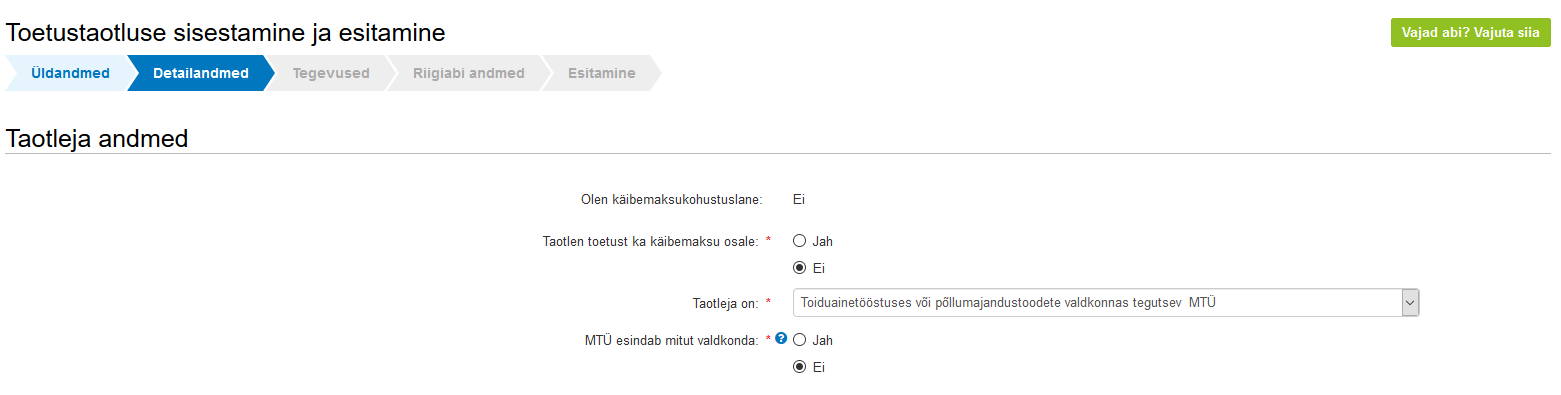 Toetustaotluse sisestamine ja esitamine
Vajad abi? Vajuta siia
Üldandmed
Detailandmed
Tegevused
Riigiabi andmed
Esitamine
Taotleja andmed
Olen käibemaksukohustuslane: Ei
Taotlen toetust ka käibemaksu osale: * Jah
Ei
Taotleja on: * Toiduainetööstuses või põllumajandustoodete valdkonnas tegutsev MTÜ
MTÜ esindab mitut valdkonda: * ? Jah
Ei